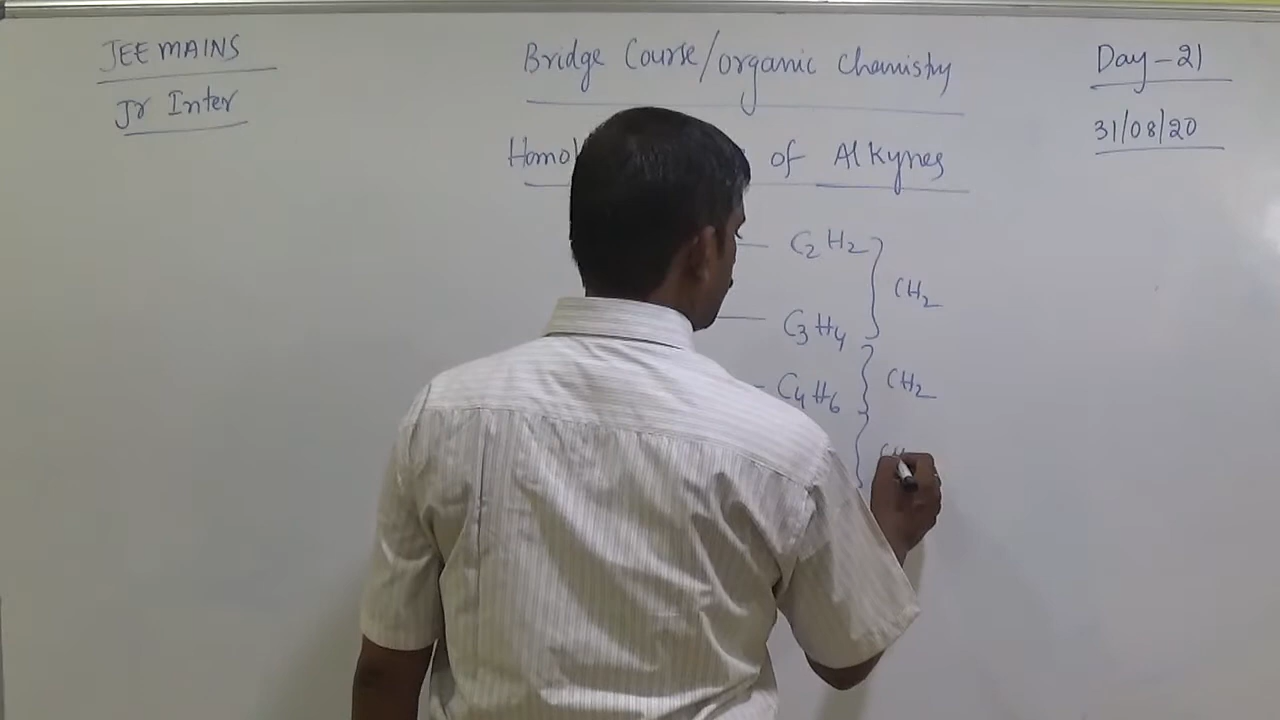 JEE MAINS
Jr Inter
Bridge Course/organic chemistry
Day-21
31/08/20
of Alkynes
— C2H2 } CH2
— C3H4
- C4H6 } CH2
}